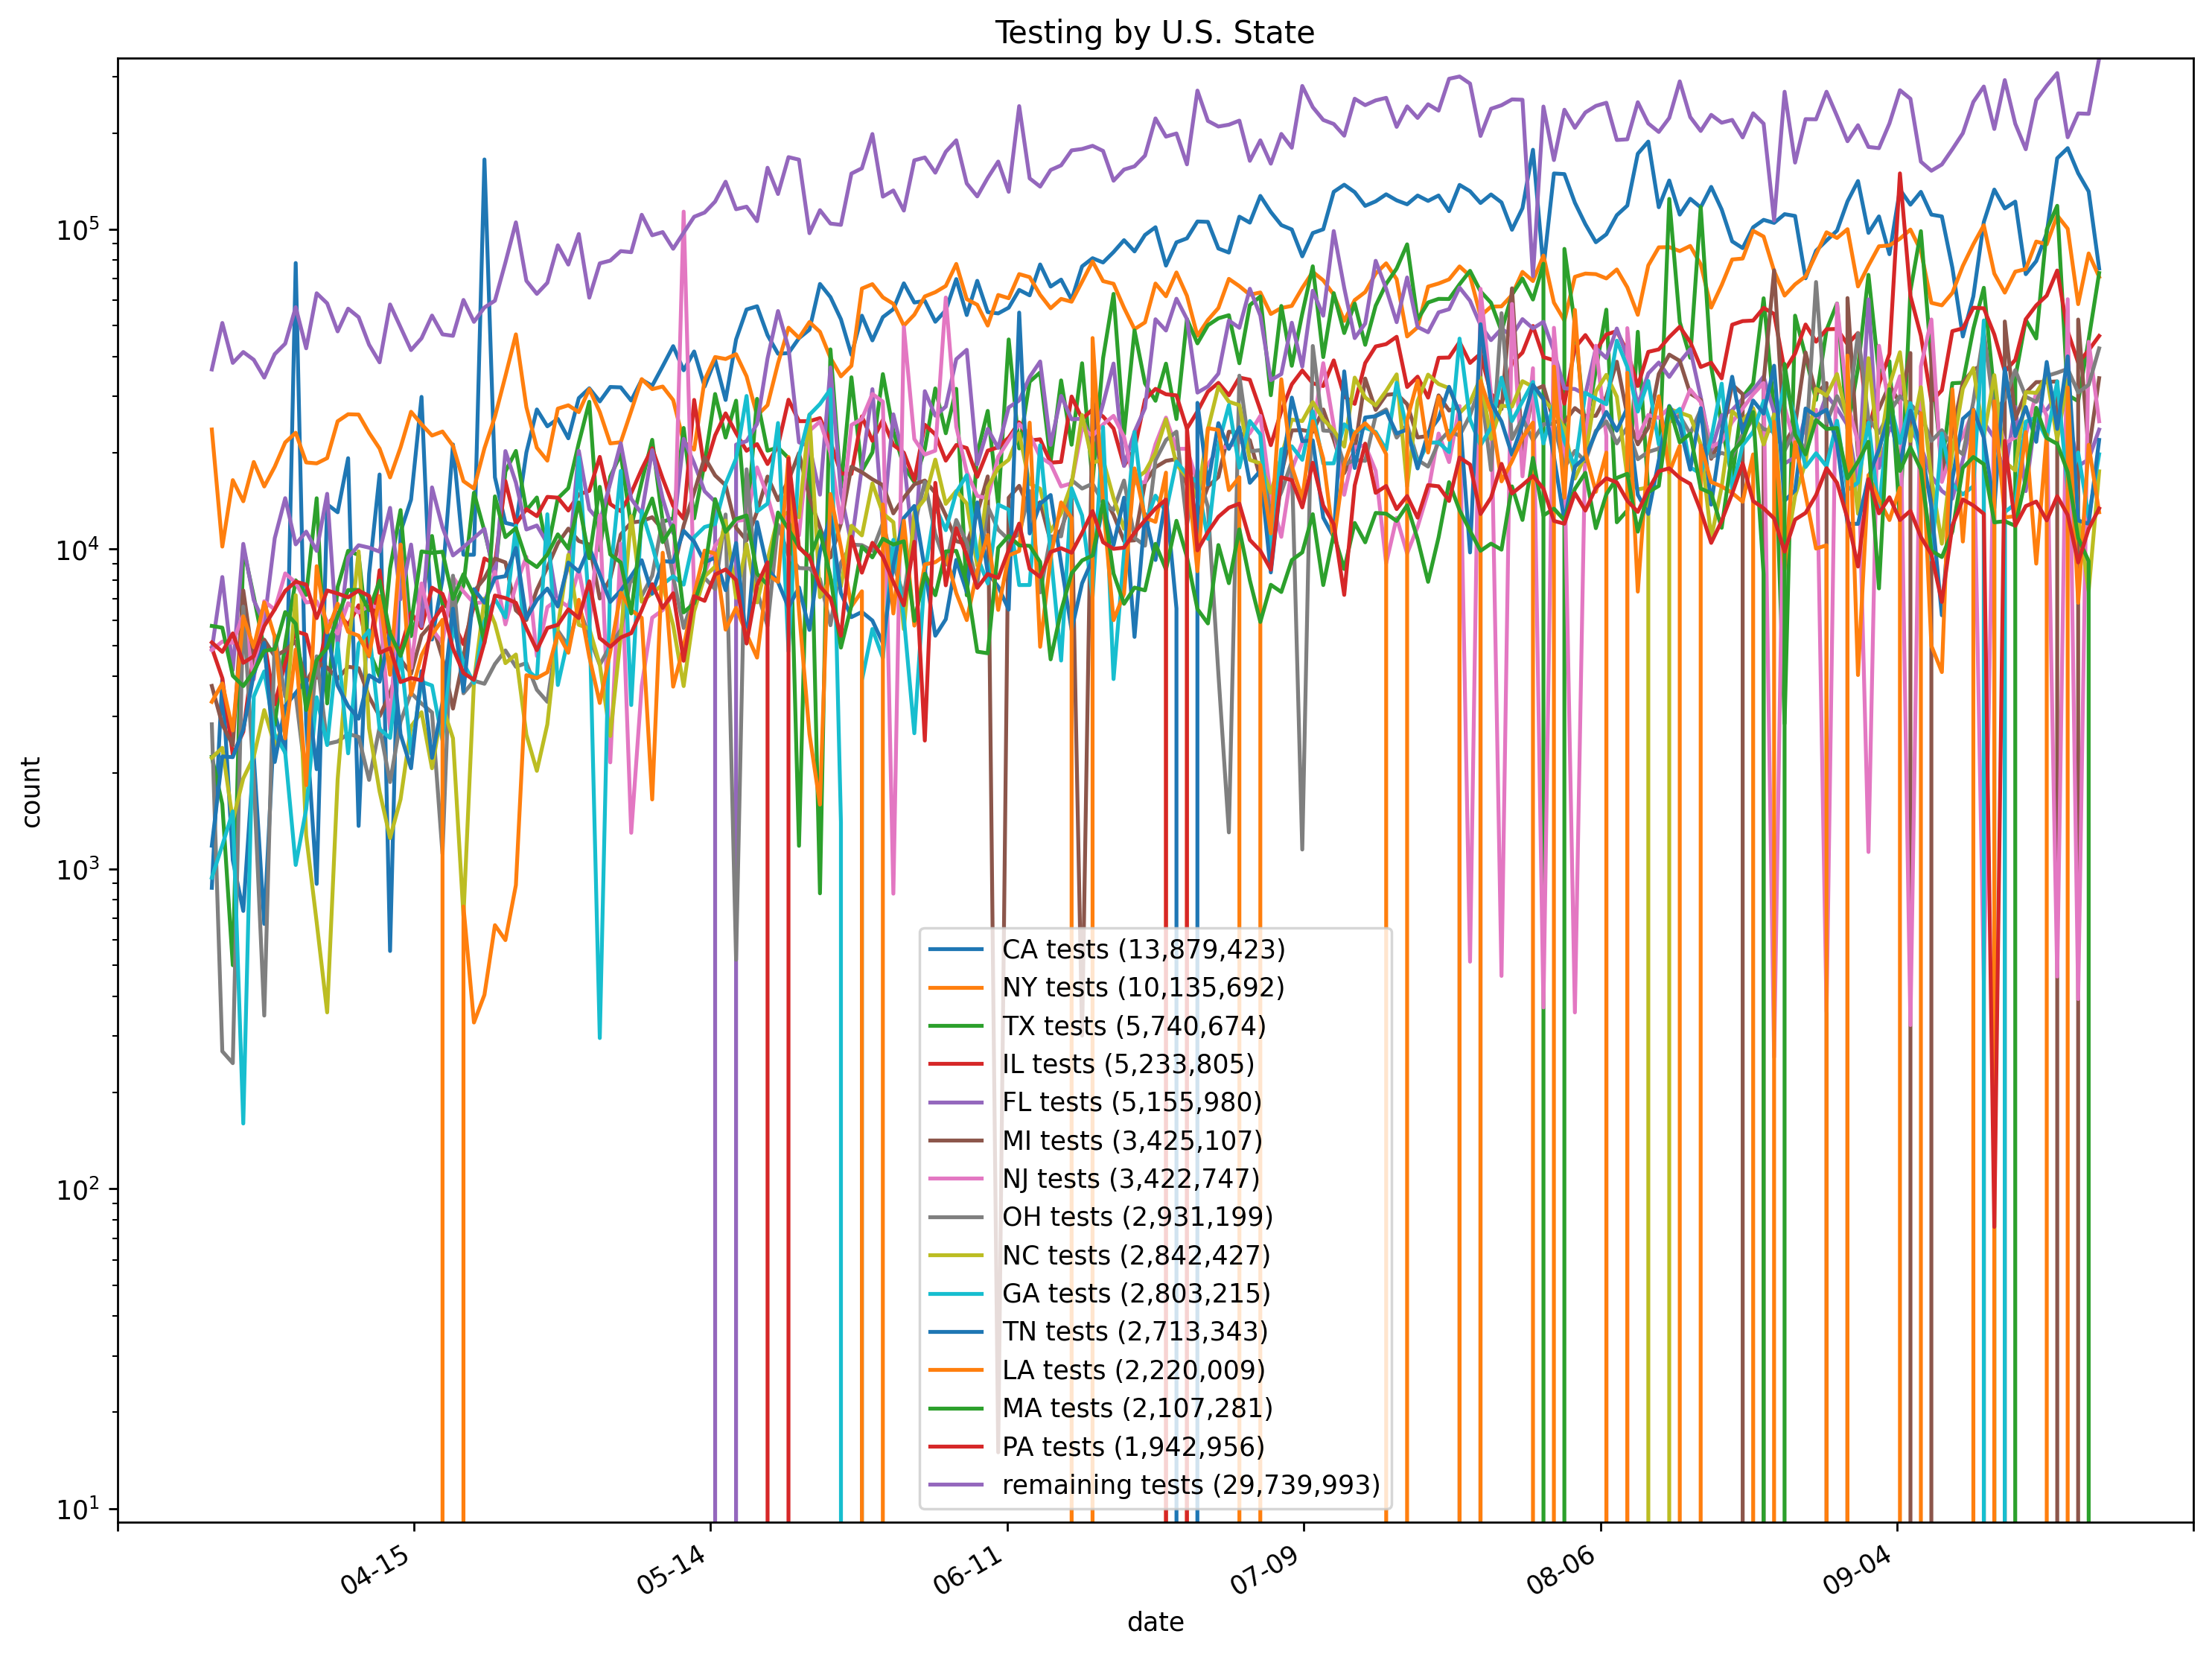 Testing by U.S. State
10^5
10^4
10^3
10^2
10^1
count
CA tests (13,879,423)
NY tests (10,135,692)
TX tests (5,740,674)
IL tests (5,233,805)
FL tests (5,155,980)
MI tests (3,425,107)
NJ tests (3,422,747)
OH tests (2,931,199)
NC tests (2,842,427)
GA tests (2,803,215)
TN tests (2,713,343)
LA tests (2,220,009)
MA tests (2,107,281)
PA tests (1,942,956)
remaining tests (29,739,993)
04-15 05-14 06-11 07-09 08-06 09-04
date